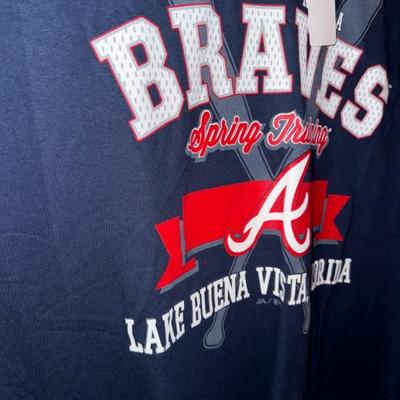 BRAVES
Spring Training
A
LAKE BUENA VISTA, FLORIDA